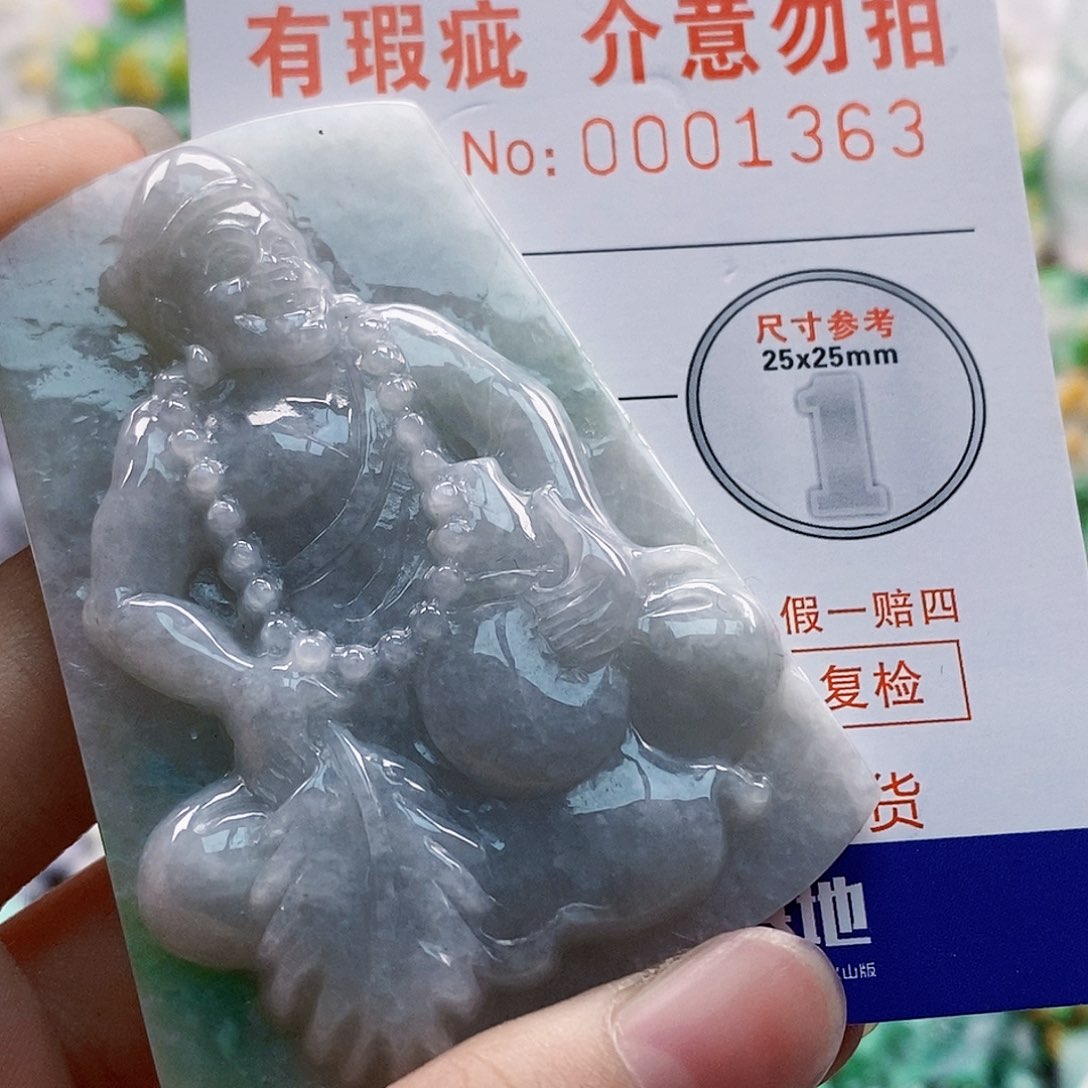 有瑕疵 介意勿拍
No: 0001363
尺寸参考
25x25mm
1
假一赔四
复检
货
地
山版